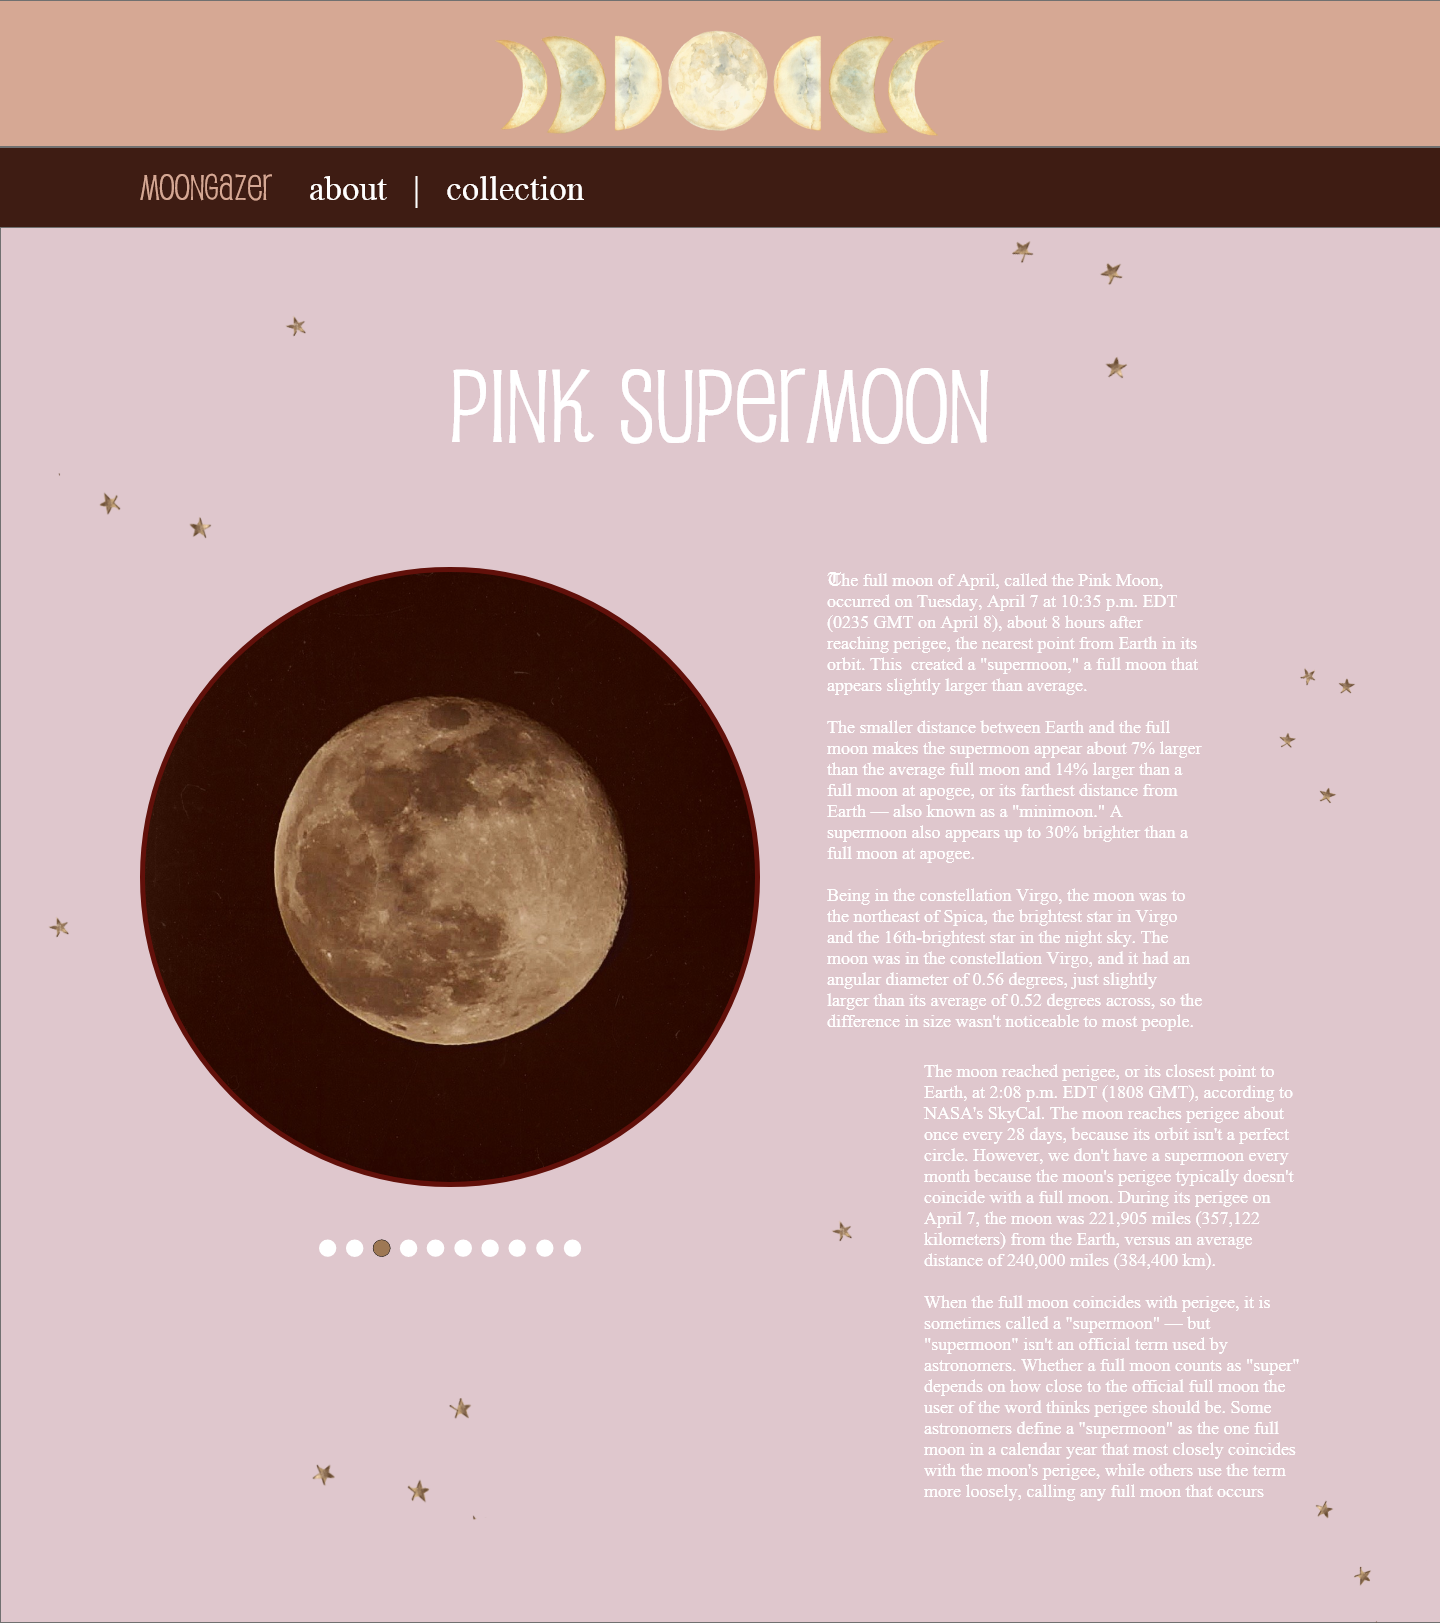 MOONGazer about | collection
PINK SUPerMOON
The full moon of April, called the Pink Moon,
occurred on Tuesday, April 7 at 10:35 p.m. EDT
(0235 GMT on April 8), about 8 hours after
reaching perigee, the nearest point from Earth in its
orbit. This  created a "supermoon," a full moon that
appears slightly larger than average.
The smaller distance between Earth and the full
moon makes the supermoon appear about 7% larger
than the average full moon and 14% larger than a
full moon at apogee, or its farthest distance from
Earth — also known as a "minimoon." A
supermoon also appears up to 30% brighter than a
full moon at apogee.
Being in the constellation Virgo, the moon was to
the northeast of Spica, the brightest star in Virgo
and the 16th-brightest star in the night sky. The
moon was in the constellation Virgo, and it had an
angular diameter of 0.56 degrees, just slightly
larger than its average of 0.52 degrees across, so the
difference in size wasn't noticeable to most people.
The moon reached perigee, or its closest point to
Earth, at 2:08 p.m. EDT (1808 GMT), according to
NASA's SkyCal. The moon reaches perigee about
once every 28 days, because its orbit isn't a perfect
circle. However, we don't have a supermoon every
month because the moon's perigee typically doesn't
coincide with a full moon. During its perigee on
April 7, the moon was 221,905 miles (357,122
kilometers) from the Earth, versus an average
distance of 240,000 miles (384,400 km).
When the full moon coincides with perigee, it is
sometimes called a "supermoon" — but
"supermoon" isn't an official term used by
astronomers. Whether a full moon counts as "super"
depends on how close to the official full moon the
user of the word thinks perigee should be. Some
astronomers define a "supermoon" as the one full
moon in a calendar year that most closely coincides
with the moon's perigee, while others use the term
more loosely, calling any full moon that occurs